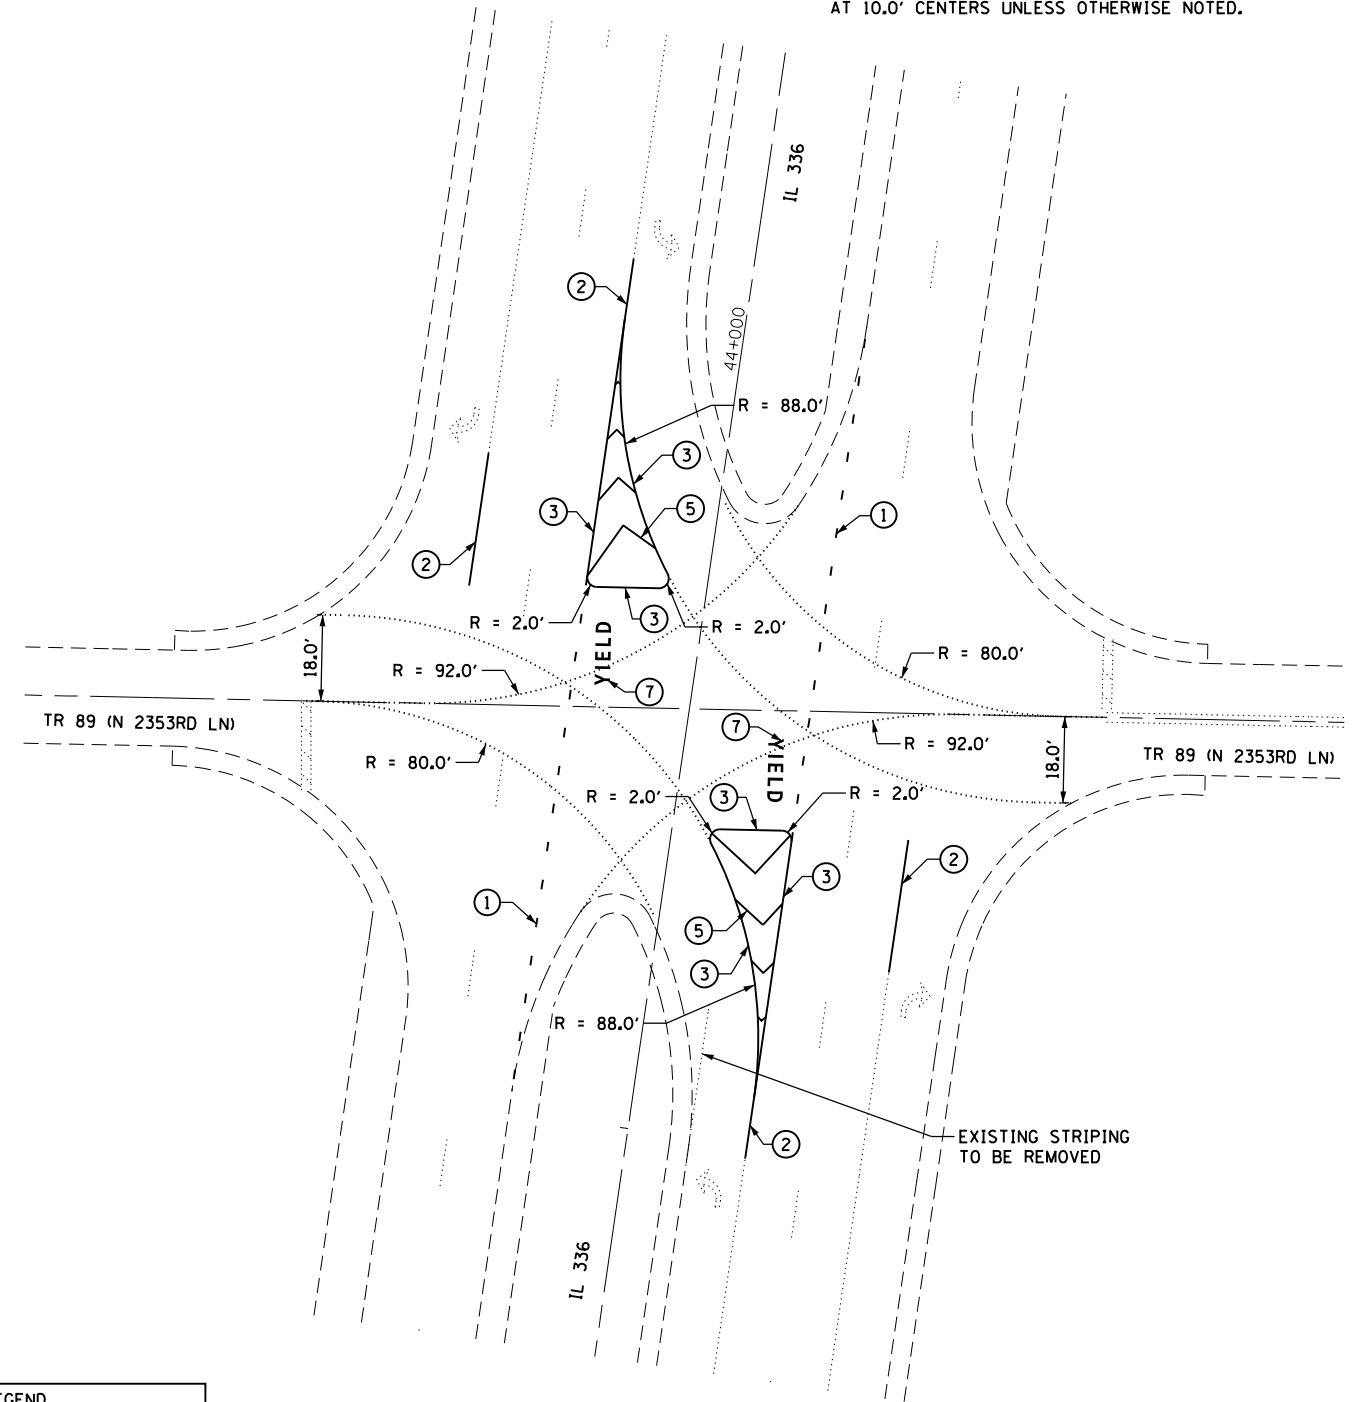 AT 10.0' CENTERS UNLESS OTHERWISE NOTED.
IL 336
2
44+000
R = 88.0'
3
5
3
1
2
3
R = 2.0'
R = 2.0'
YIELD
18.0'
R = 92.0'
R = 80.0'
7
TR 89 (N 2353RD LN)
7
R = 92.0'
R = 80.0'
YIELD
18.0'
TR 89 (N 2353RD LN)
R = 2.0'
3
R = 2.0'
2
3
1
5
3
R = 88.0'
EXISTING STRIPING
TO BE REMOVED
2
IL 336